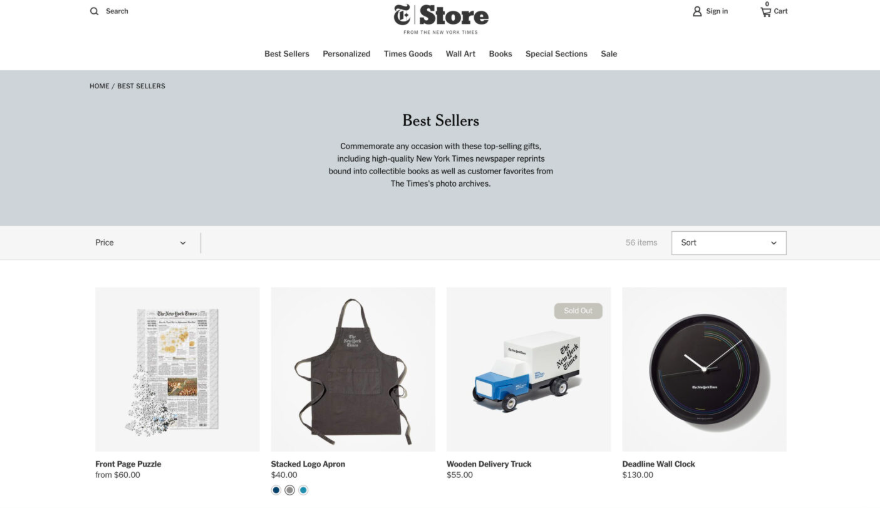 Search
T Store
FROM THE NEW YORK TIMES
Sign in
0
Cart
Best Sellers Personalized Times Goods Wall Art Books Special Sections Sale
HOME / BEST SELLERS
Best Sellers
Commemorate any occasion with these top-selling gifts,
including high-quality New York Times newspaper reprints
bound into collectible books as well as customer favorites from
The Times's photo archives.
Price
56 items
Sort
The New York Times
The
New York
Times
Sold Out
The New York Times
The
New York
Times
The New York Times
Front Page Puzzle
from $60.00
Stacked Logo Apron
$40.00
Wooden Delivery Truck
$55.00
Deadline Wall Clock
$130.00